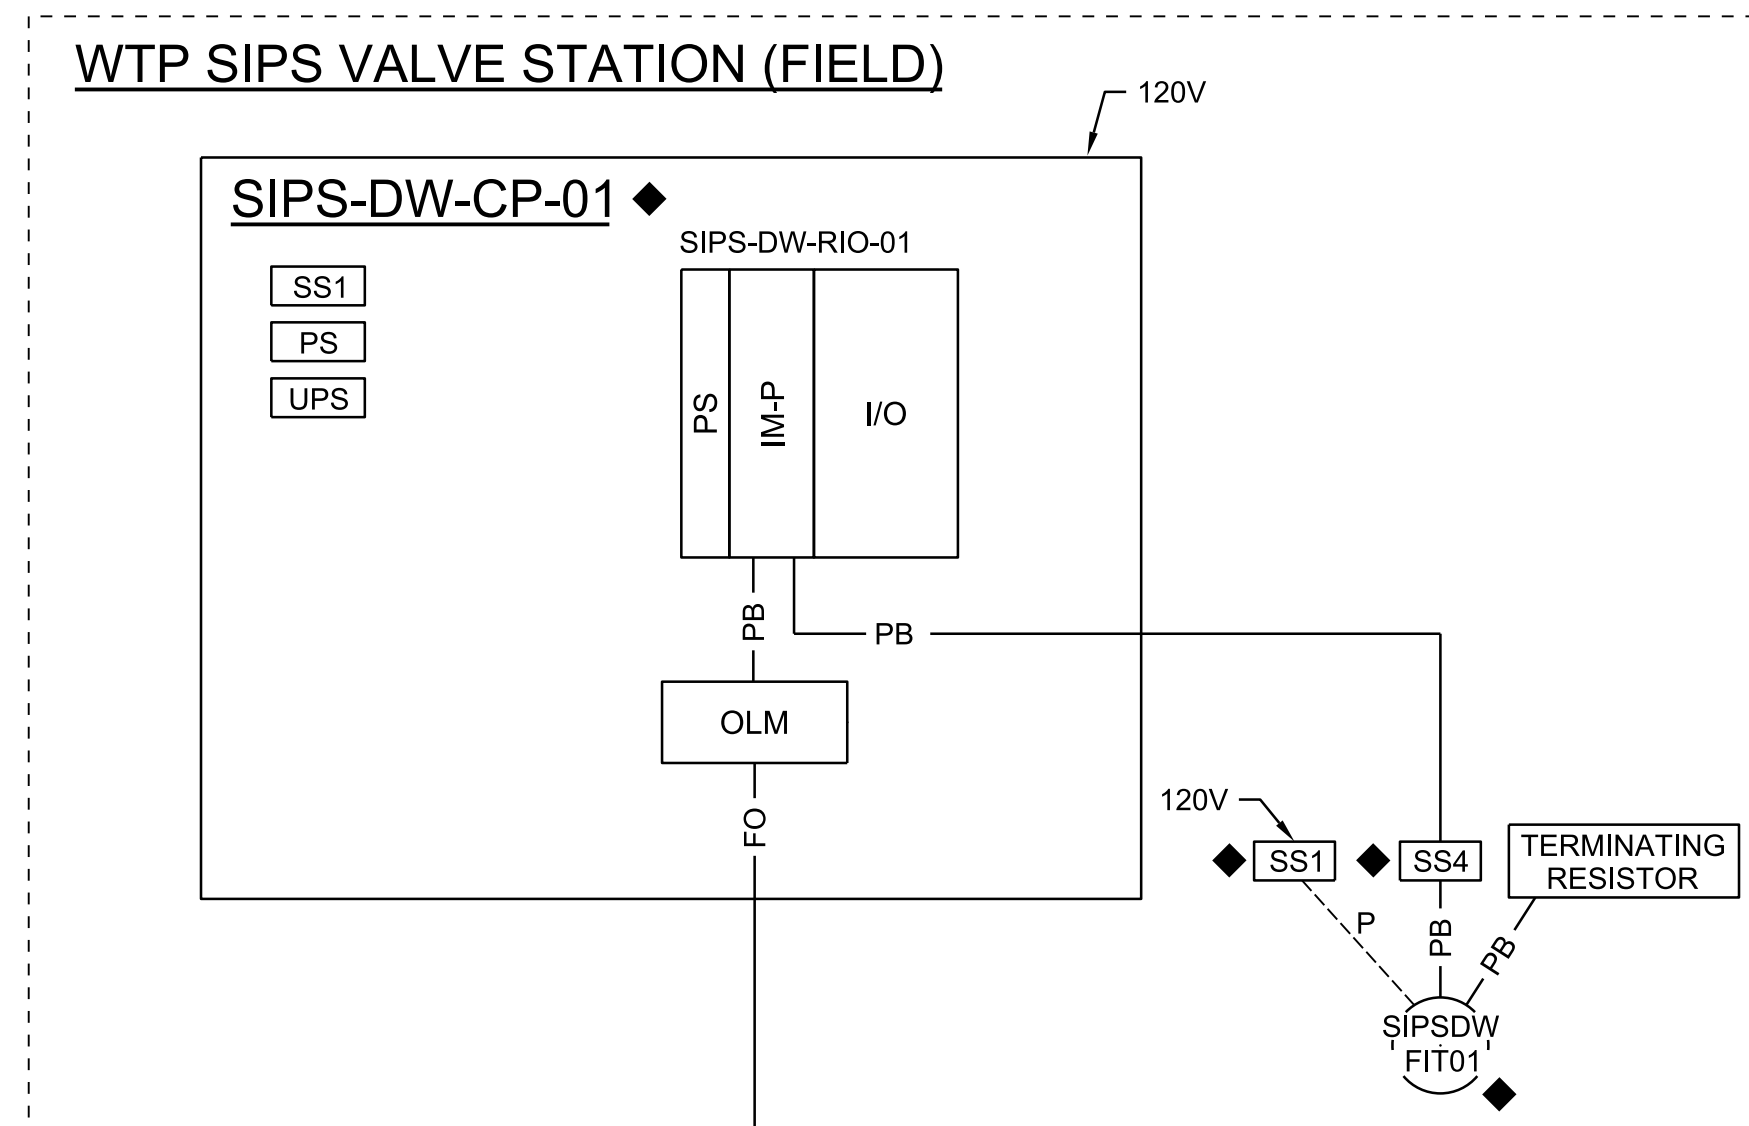 WTP SIPS VALVE STATION (FIELD)
120V
SIPS-DW-CP-01
SIPS-DW-RIO-01
SS1
PS
UPS
PS
IM-P
I/O
PB
PB
OLM
FO
120V
SS1
SS4
TERMINATING
RESISTOR
P
PB
PB
SIPSDW
FIT01